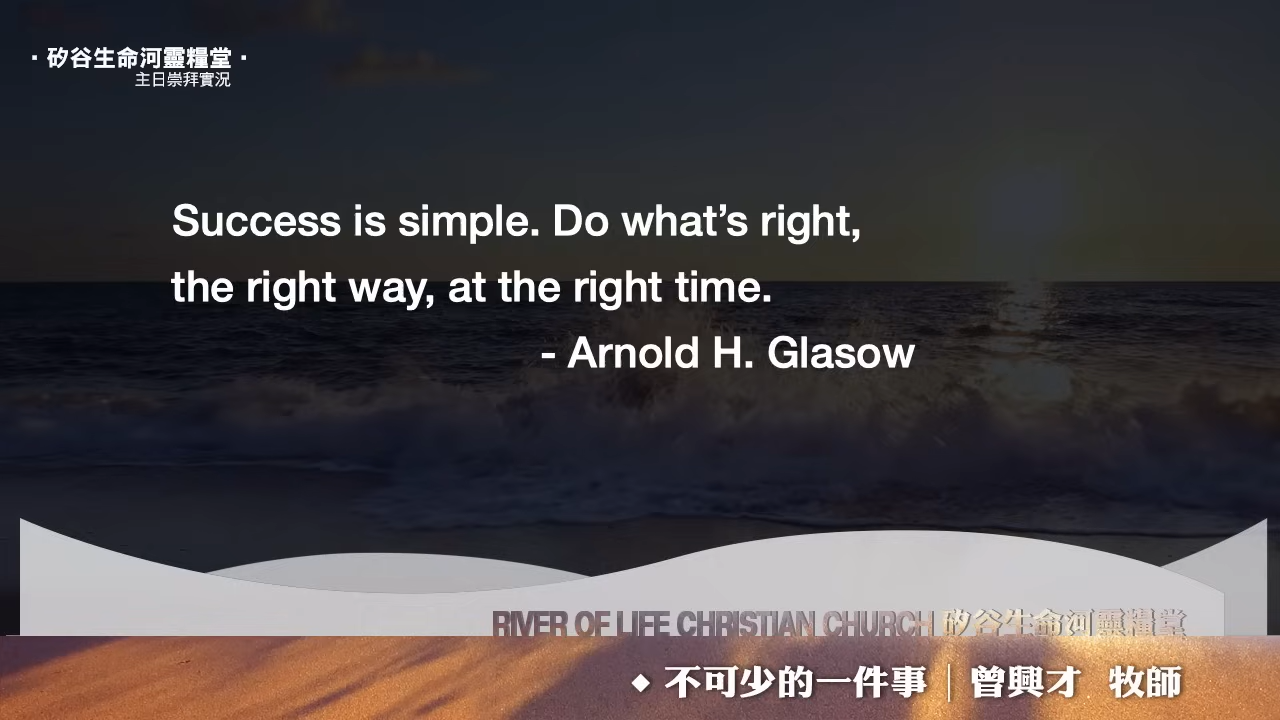 · 矽谷生命河靈糧堂 ·
主日崇拜實況
Success is simple. Do what’s right,
the right way, at the right time.
- Arnold H. Glasow
RIVER OF LIFE CHRISTIAN CHURCH 矽谷生命河靈糧堂
◆ 不可少的一件事｜曾興才 牧師